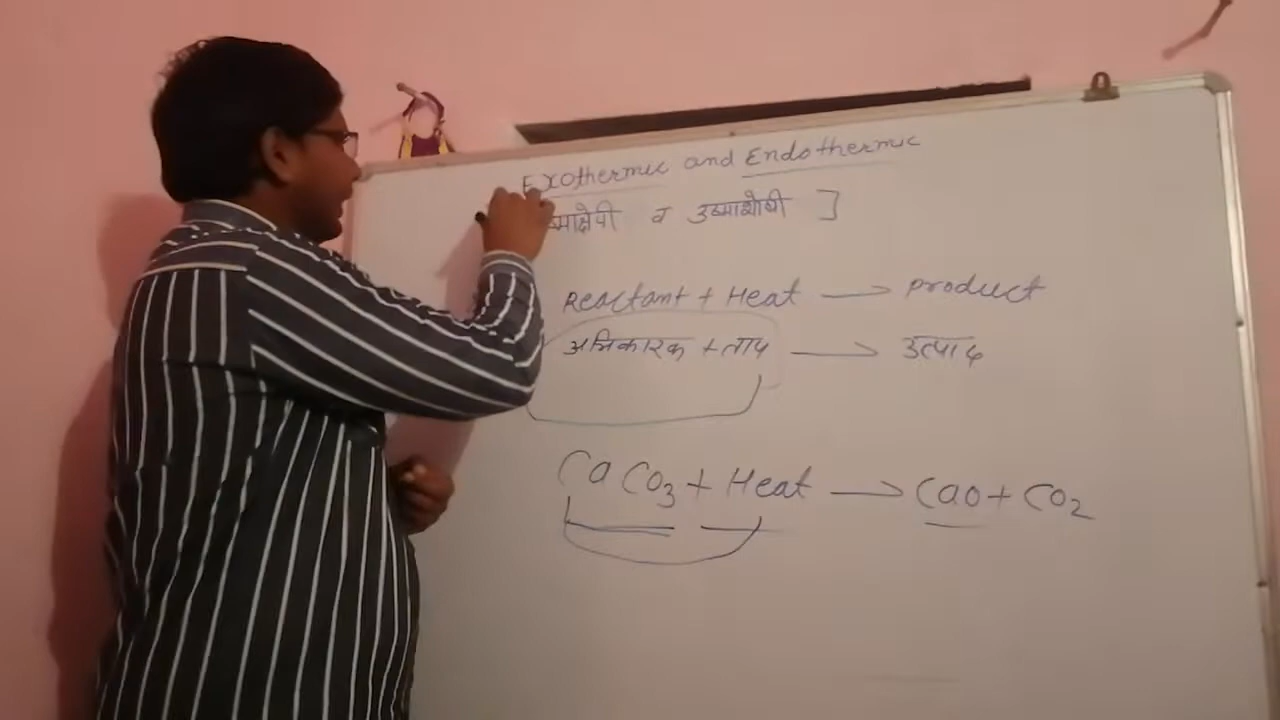 Exothermic and Endothermic
व उष्माशोषी ]
Reactant + Heat → product
अभिकारक + ताप → उत्पाद
CaCO3 + Heat → CaO + CO2